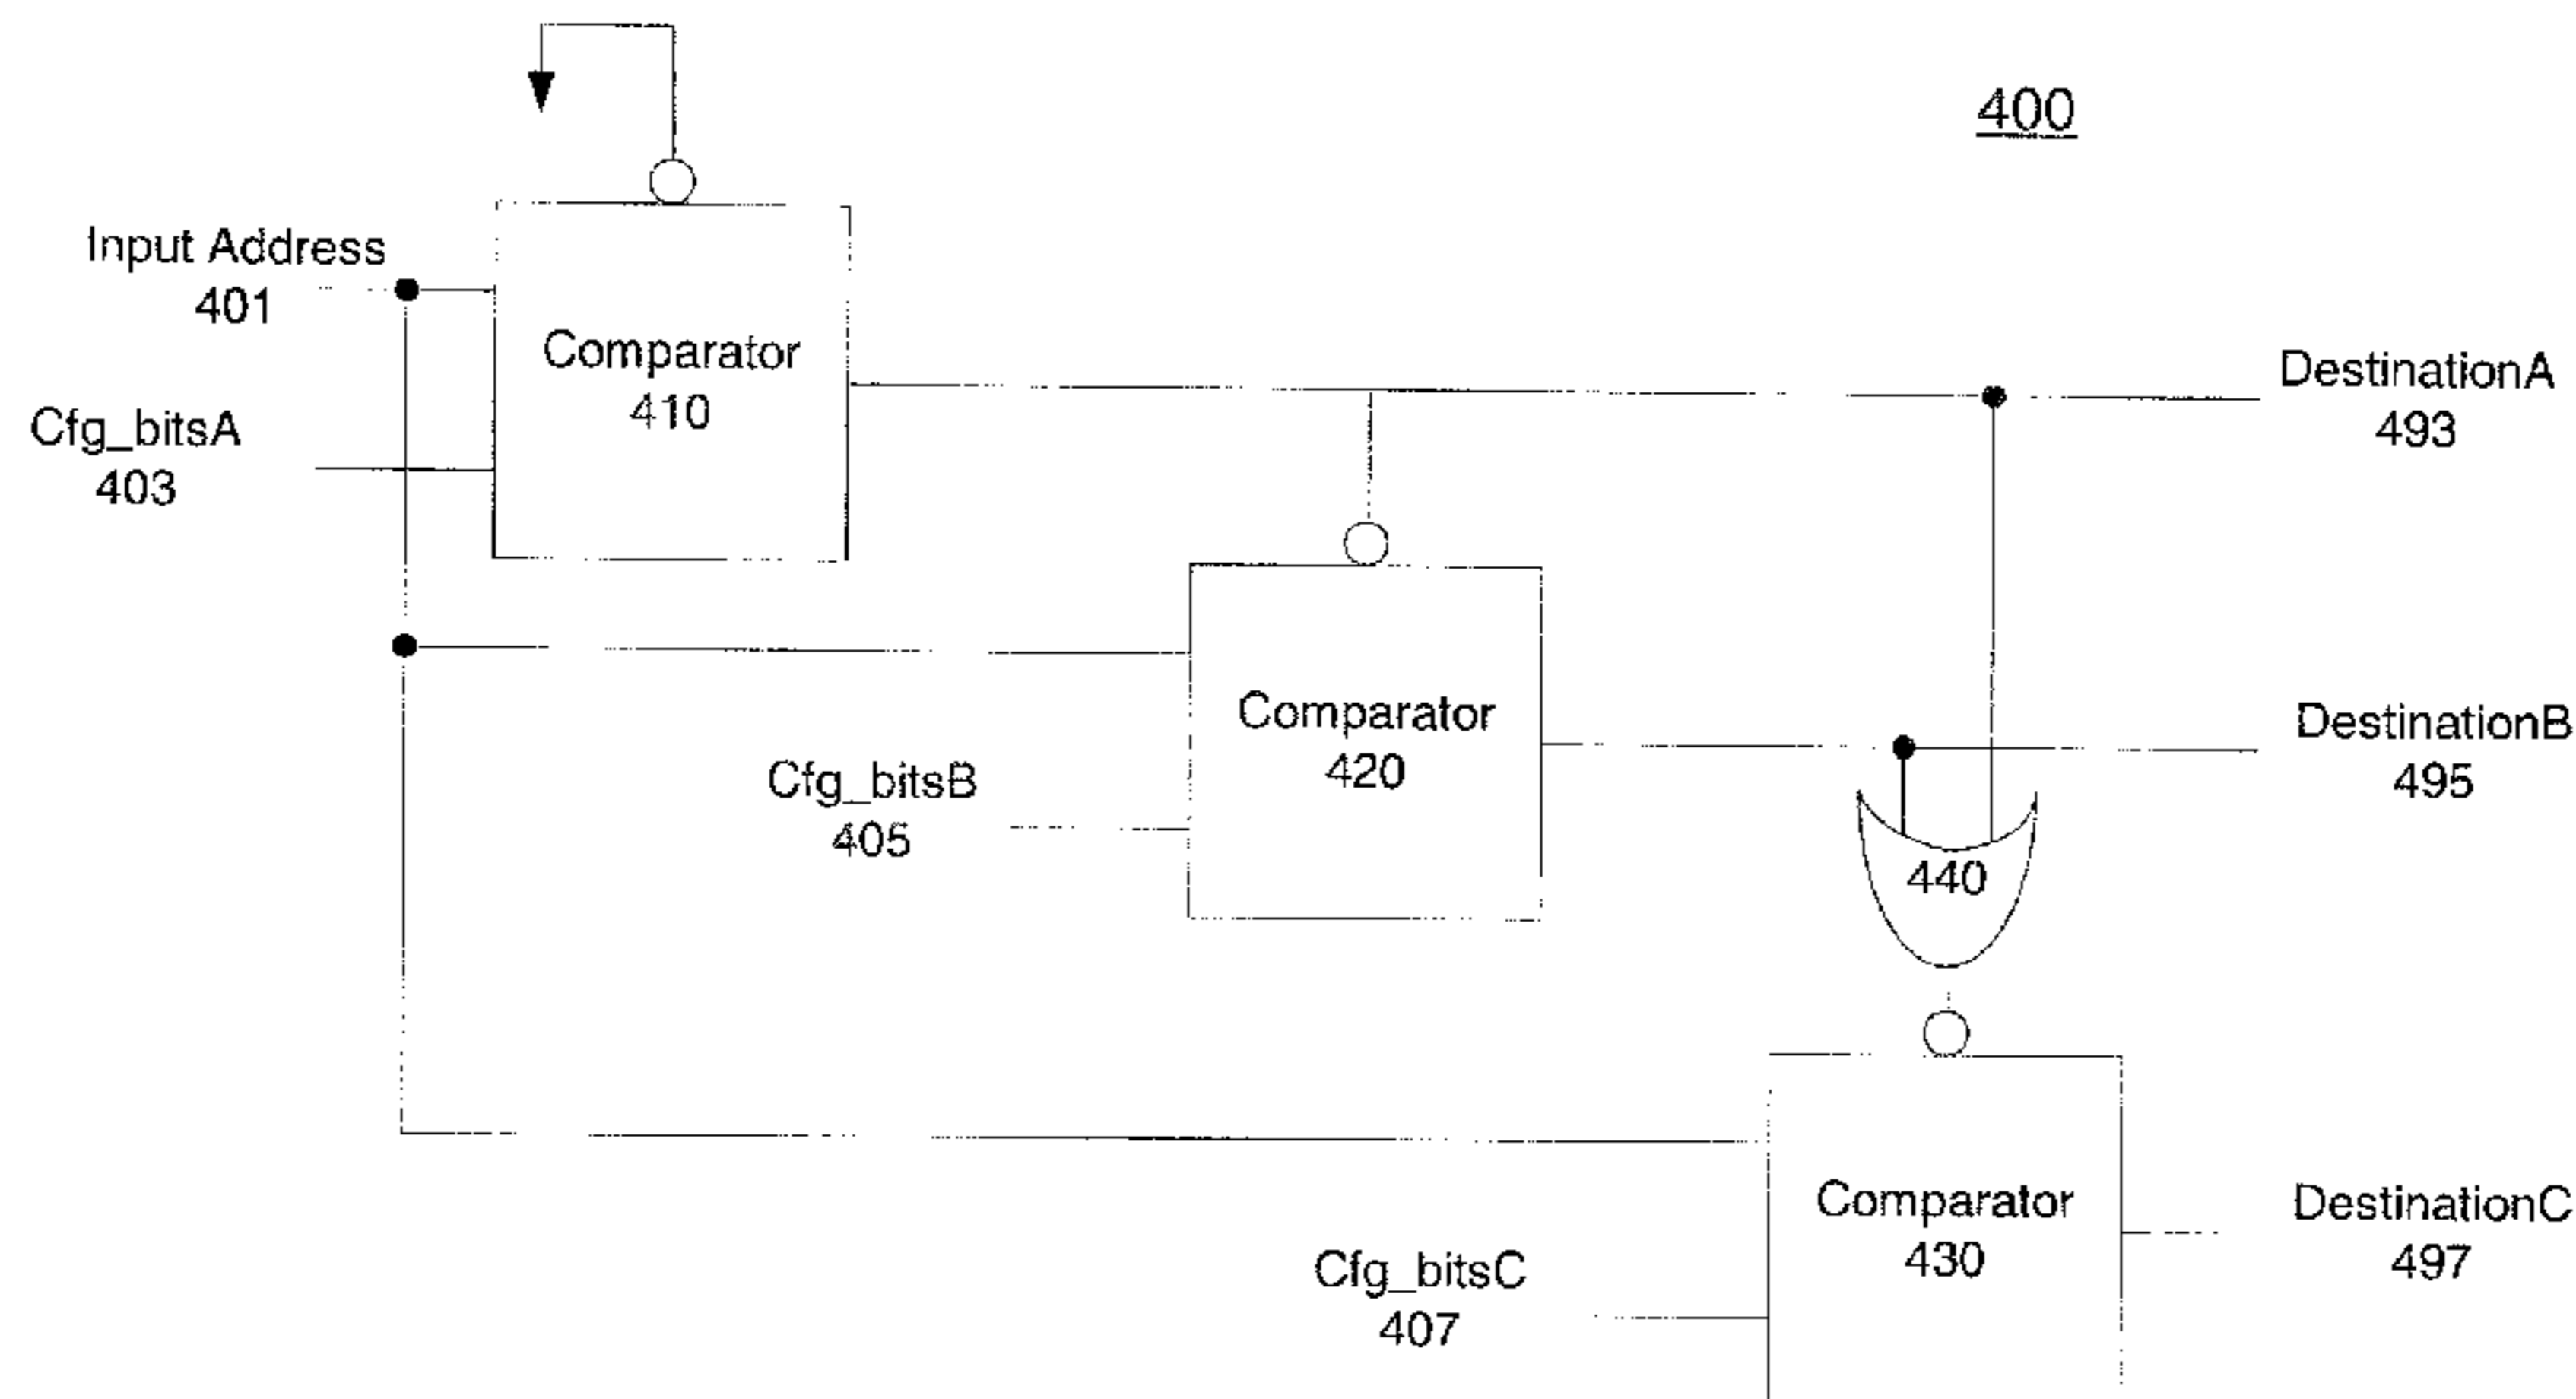 400
Input Address
401
Comparator
410
Cfg_bitsA
403
DestinationA
493
Comparator
420
Cfg_bitsB
405
DestinationB
495
440
Comparator
430
Cfg_bitsC
407
DestinationC
497